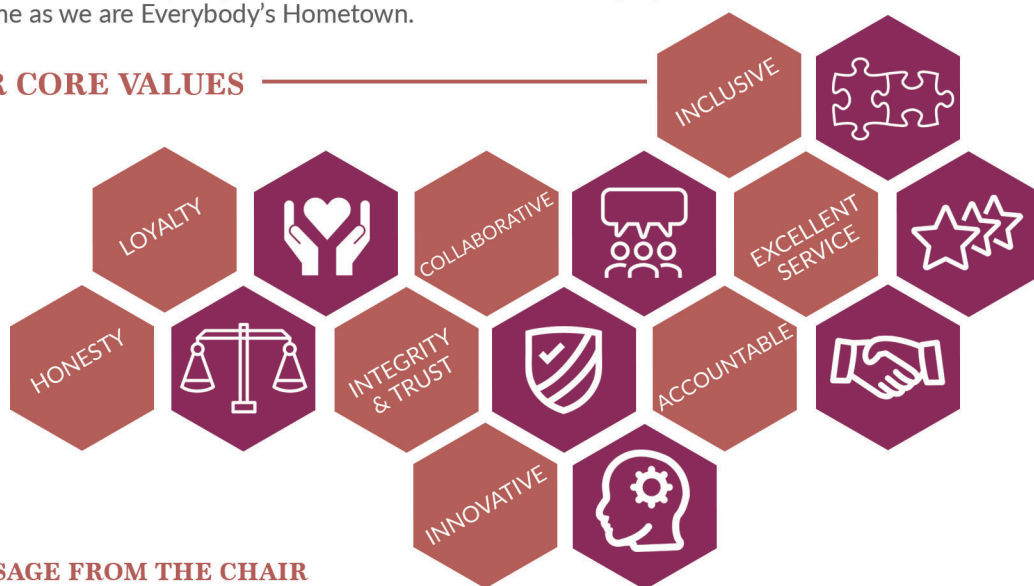 me as we are Everybody's Hometown.
R CORE VALUES
INCLUSIVE
LOYALTY
COLLABORATIVE
EXCELLENT
SERVICE
HONESTY
INTEGRITY
& TRUST
ACCOUNTABLE
INNOVATIVE
SAGE FROM THE CHAIR